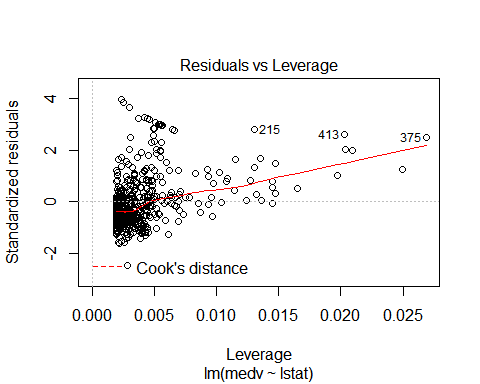 Residuals vs Leverage
Standardized residuals
4
2
0
-2
215
413
375
Cook's distance
0.000 0.005 0.010 0.015 0.020 0.025
Leverage
lm(medv ~ lstat)